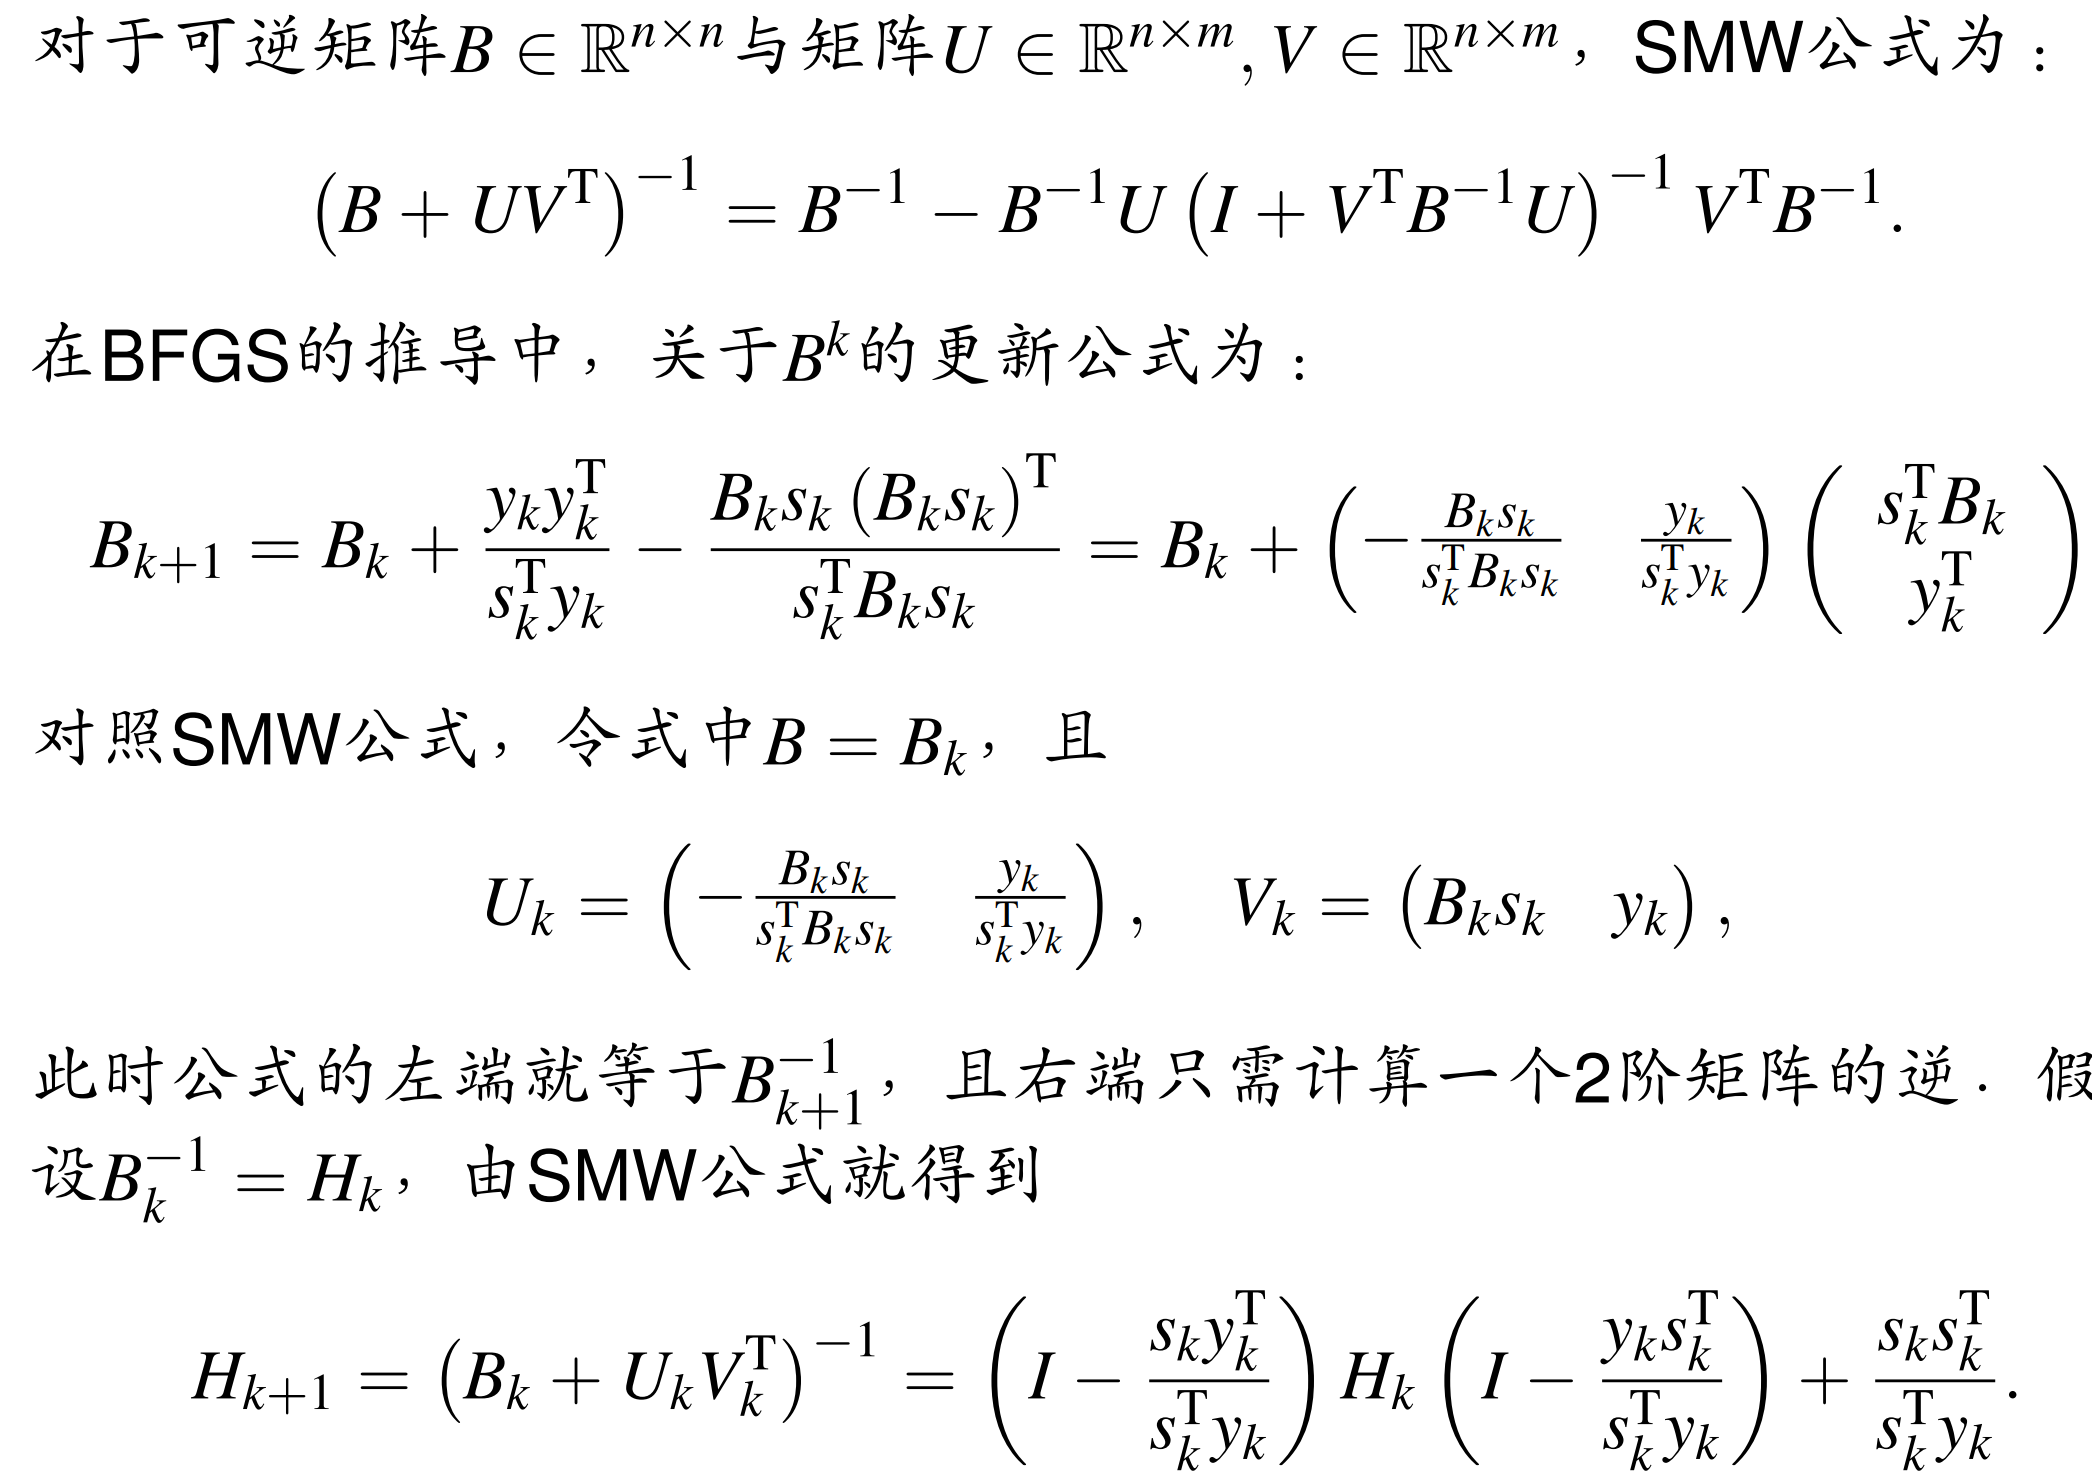 对于可逆矩阵$B \in \mathbb{R}^{n \times n}$与矩阵$U \in \mathbb{R}^{n \times m}, V \in \mathbb{R}^{n \times m}$，SMW公式为：
$\left(B + UV^{\mathrm{T}}\right)^{-1} = B^{-1} - B^{-1}U\left(I + V^{\mathrm{T}}B^{-1}U\right)^{-1}V^{\mathrm{T}}B^{-1}.$
在BFGS的推导中，关于$B^k$的更新公式为：
$B_{k+1} = B_k + \frac{y_k y_k^{\mathrm{T}}}{s_k^{\mathrm{T}} y_k} - \frac{B_k s_k \left(B_k s_k\right)^{\mathrm{T}}}{s_k^{\mathrm{T}} B_k s_k} = B_k + \begin{pmatrix} -\frac{B_k s_k}{s_k^{\mathrm{T}} B_k s_k} & \frac{y_k}{s_k^{\mathrm{T}} y_k} \end{pmatrix} \begin{pmatrix} s_k^{\mathrm{T}} B_k \\ y_k^{\mathrm{T}} \end{pmatrix}$
对照SMW公式，令式中$B = B_k$，且
$U_k = \begin{pmatrix} -\frac{B_k s_k}{s_k^{\mathrm{T}} B_k s_k} & \frac{y_k}{s_k^{\mathrm{T}} y_k} \end{pmatrix}, \quad V_k = \begin{pmatrix} B_k s_k & y_k \end{pmatrix},$
此时公式的左端就等于$B_{k+1}^{-1}$，且右端只需计算一个2阶矩阵的逆．假
设$B_k^{-1} = H_k$，由SMW公式就得到
$H_{k+1} = \left(B_k + U_k V_k^{\mathrm{T}}\right)^{-1} = \left(I - \frac{s_k y_k^{\mathrm{T}}}{s_k^{\mathrm{T}} y_k}\right) H_k \left(I - \frac{y_k s_k^{\mathrm{T}}}{s_k^{\mathrm{T}} y_k}\right) + \frac{s_k s_k^{\mathrm{T}}}{s_k^{\mathrm{T}} y_k}.$